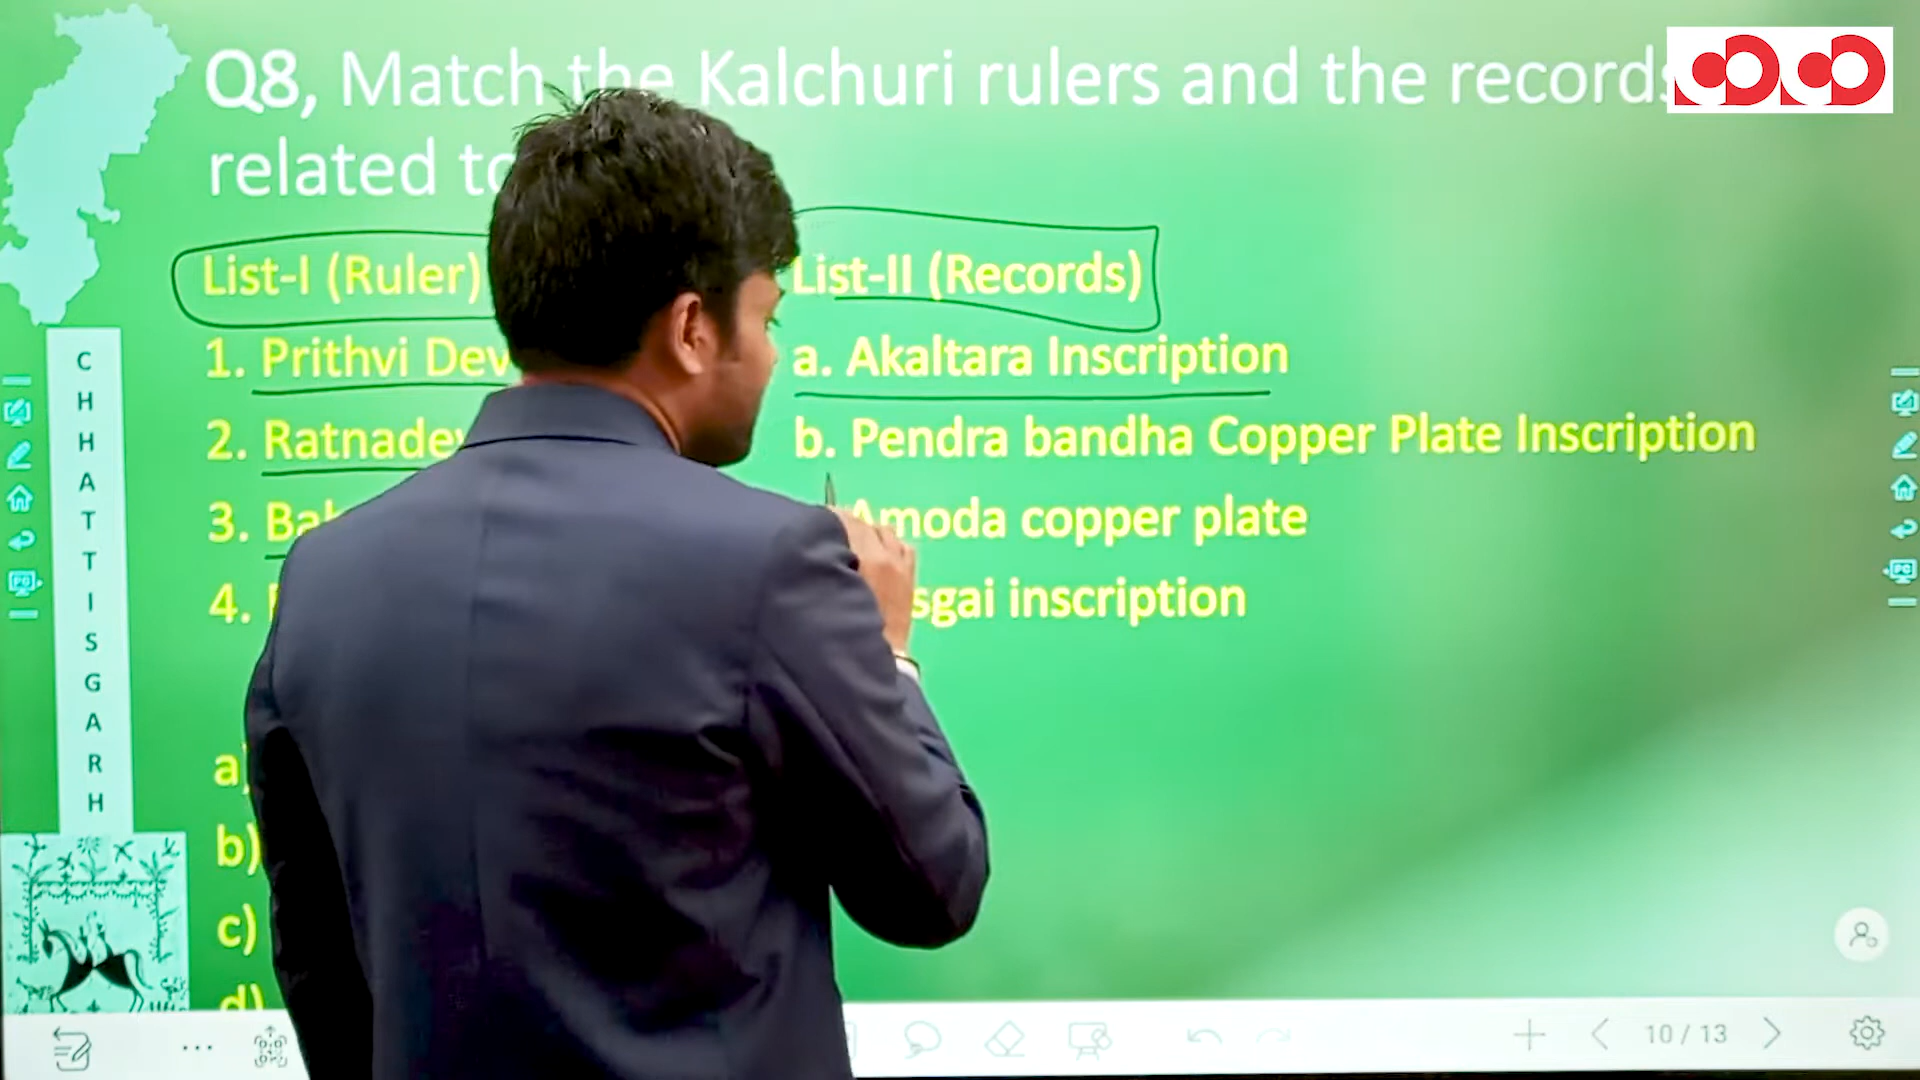 Q8, Match the Kalchuri rulers and the records
related to
List-I (Ruler) List-II (Records)
1. Prithvi Dev a. Akaltara Inscription
2. Ratnadev b. Pendra bandha Copper Plate Inscription
3. Amoda copper plate
4. inscription
a)
b)
c)
d)
CHHATTISGARH
10 / 13